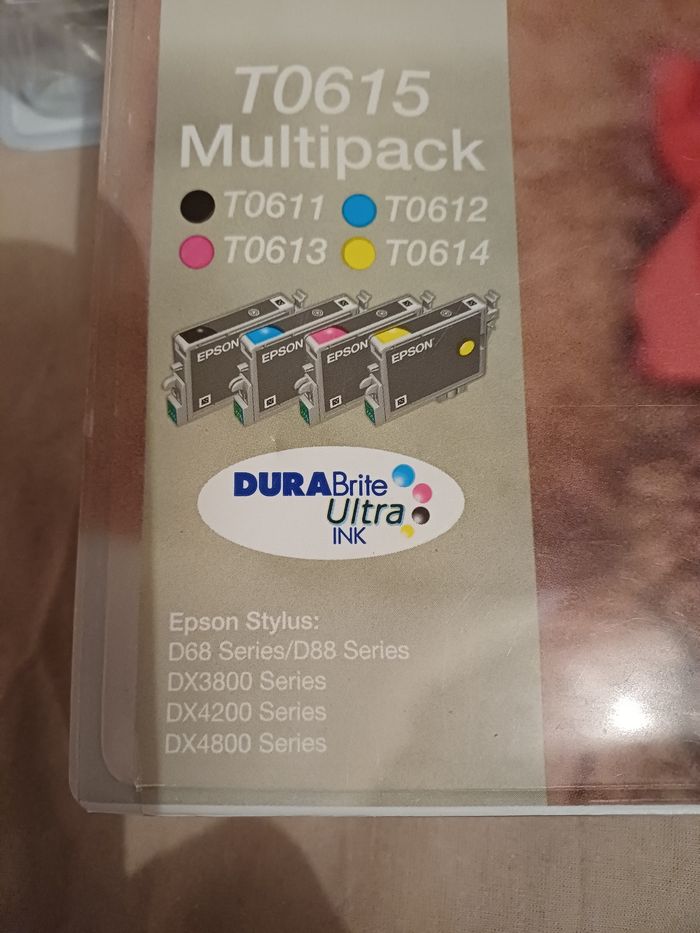 T0615
Multipack
T0611 T0612
T0613 T0614
EPSON EPSON EPSON EPSON
DURABrite
Ultra
INK
Epson Stylus:
D68 Series/D88 Series
DX3800 Series
DX4200 Series
DX4800 Series